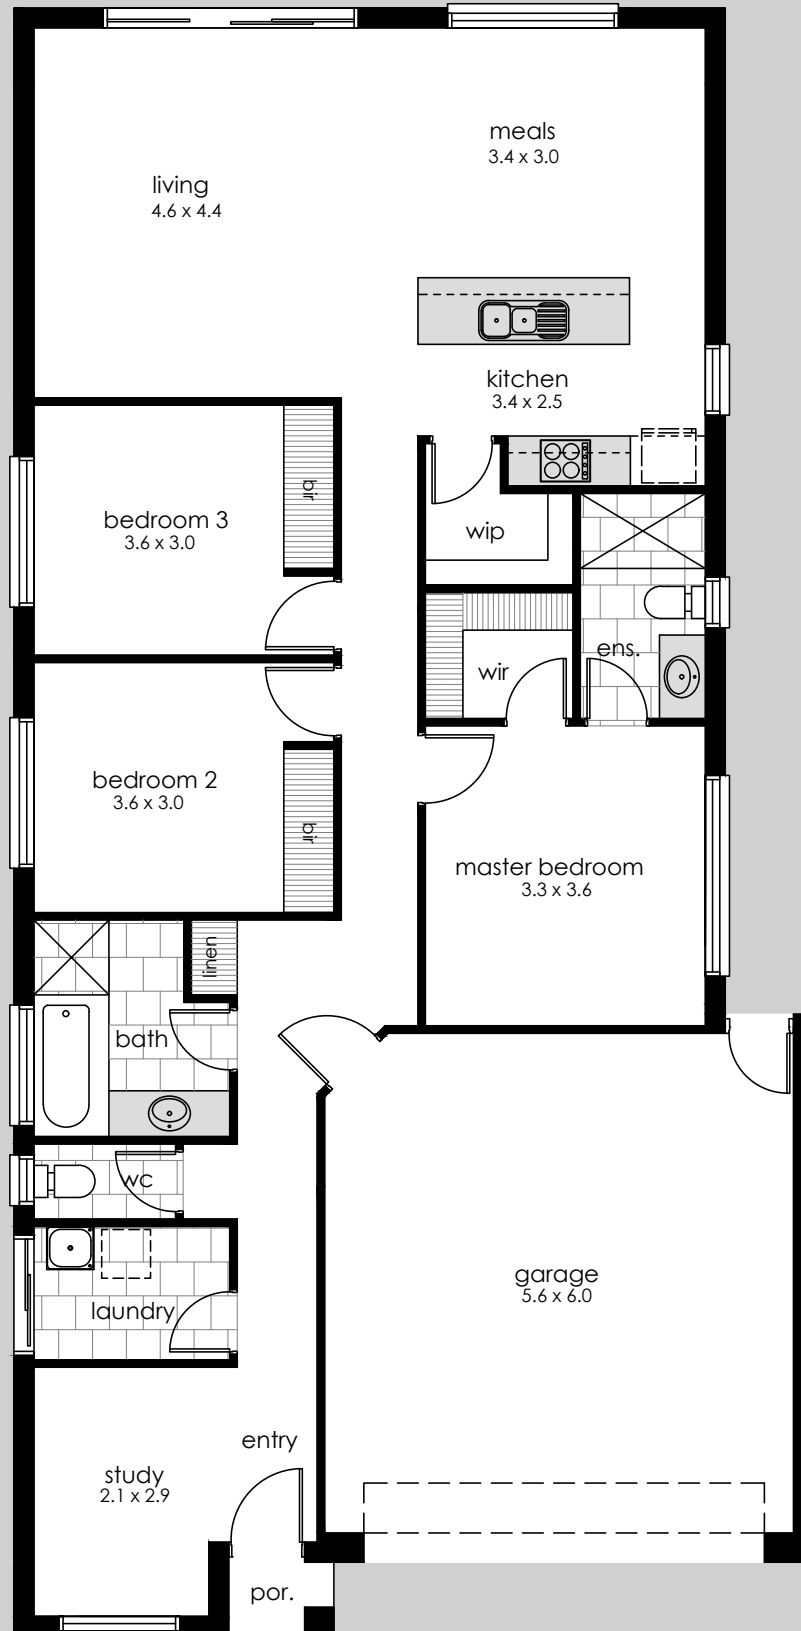 meals
3.4 x 3.0
living
4.6 x 4.4
kitchen
3.4 x 2.5
bir
bedroom 3
3.6 x 3.0
wip
ens.
wir
bedroom 2
3.6 x 3.0
bir
master bedroom
3.3 x 3.6
linen
bath
wc
garage
5.6 x 6.0
laundry
entry
study
2.1 x 2.9
por.